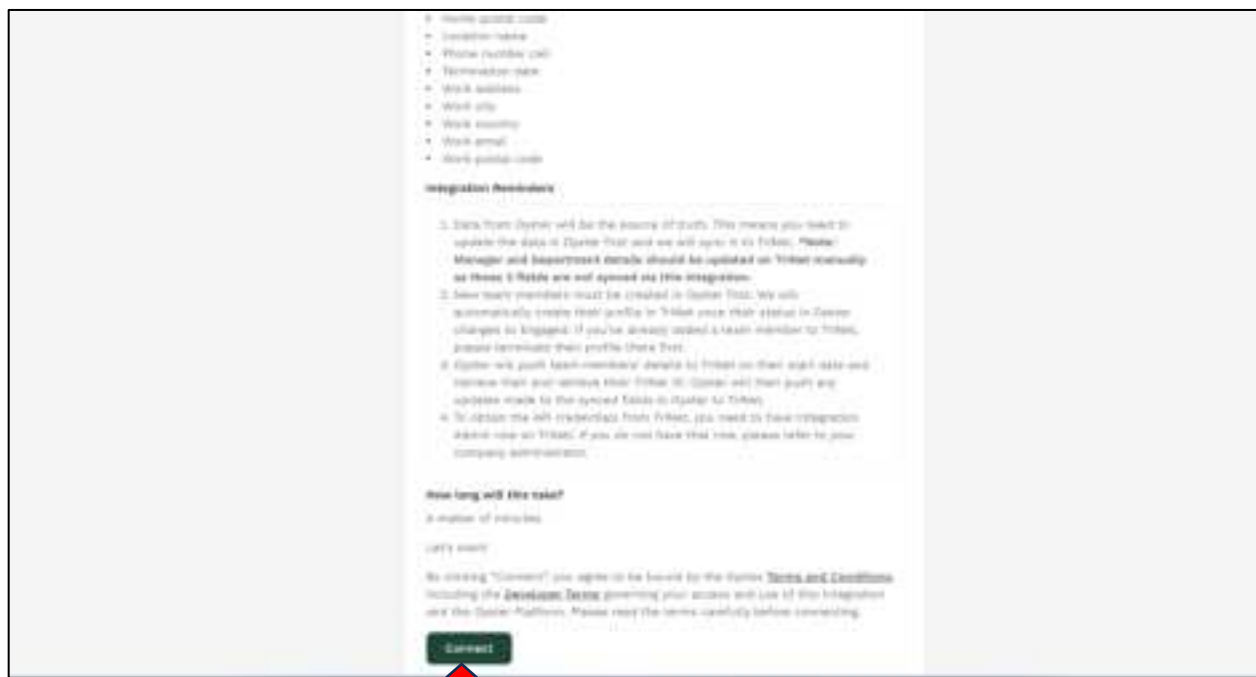 Home postal code
Location name
Phone number cell
Termination date
Work address
Work city
Work country
Work email
Work postal code
Integration Reminders
1. Data from Oyster will be the source of truth. This means you need to
update the data in Oyster first and we will sync it to TriNet. *Note:
Manager and Department details should be updated on TriNet manually
as these 2 fields are not synced via this integration.
2. New team members must be created in Oyster first. We will
automatically create their profile in TriNet once their status in Oyster
changes to Engaged. If you've already added a team member to TriNet,
please terminate their profile there first.
3. Oyster will push team members' details to TriNet on their start date and
retrieve their TriNet ID. Oyster will then push any
updates made to the synced fields in Oyster to TriNet.
4. To obtain the API credentials from TriNet, you need to have Integration
Admin role on TriNet. If you do not have that role, please refer to your
company administrator.
How long will this take?
A matter of minutes
Let's start!
By clicking "Connect" you agree to be bound by the Oyster Terms and Conditions
including the Developer Terms governing your access and use of this integration
and the Oyster Platform. Please read the terms carefully before connecting.
Connect